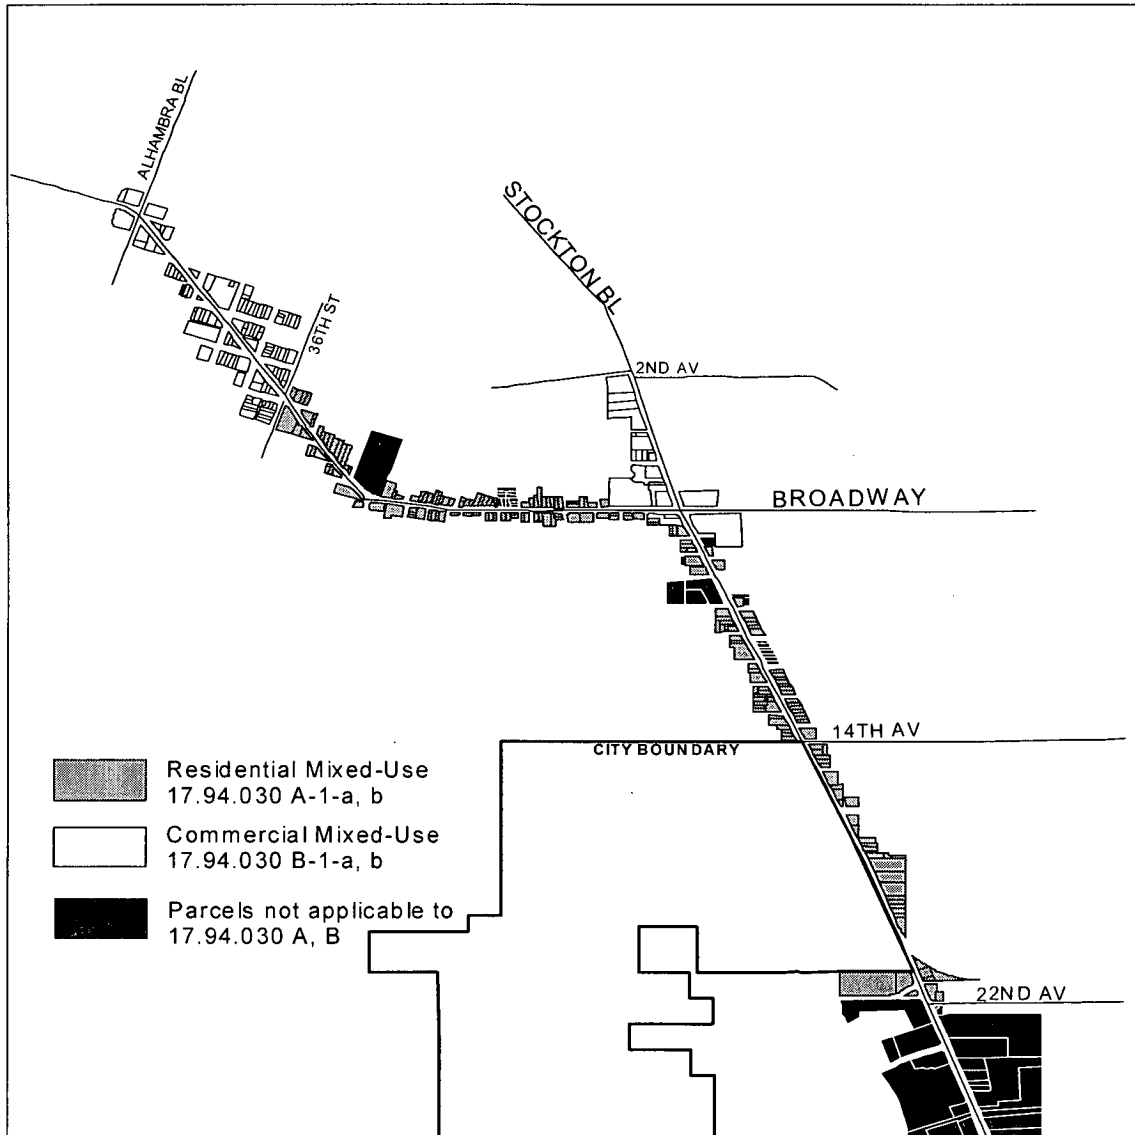 ALHAMBRA BL
STOCKTON BL
36TH ST
2ND AV
BROADWAY
14TH AV
CITY BOUNDARY
Residential Mixed-Use
17.94.030 A-1-a, b
Commercial Mixed-Use
17.94.030 B-1-a, b
Parcels not applicable to
17.94.030 A, B
22ND AV